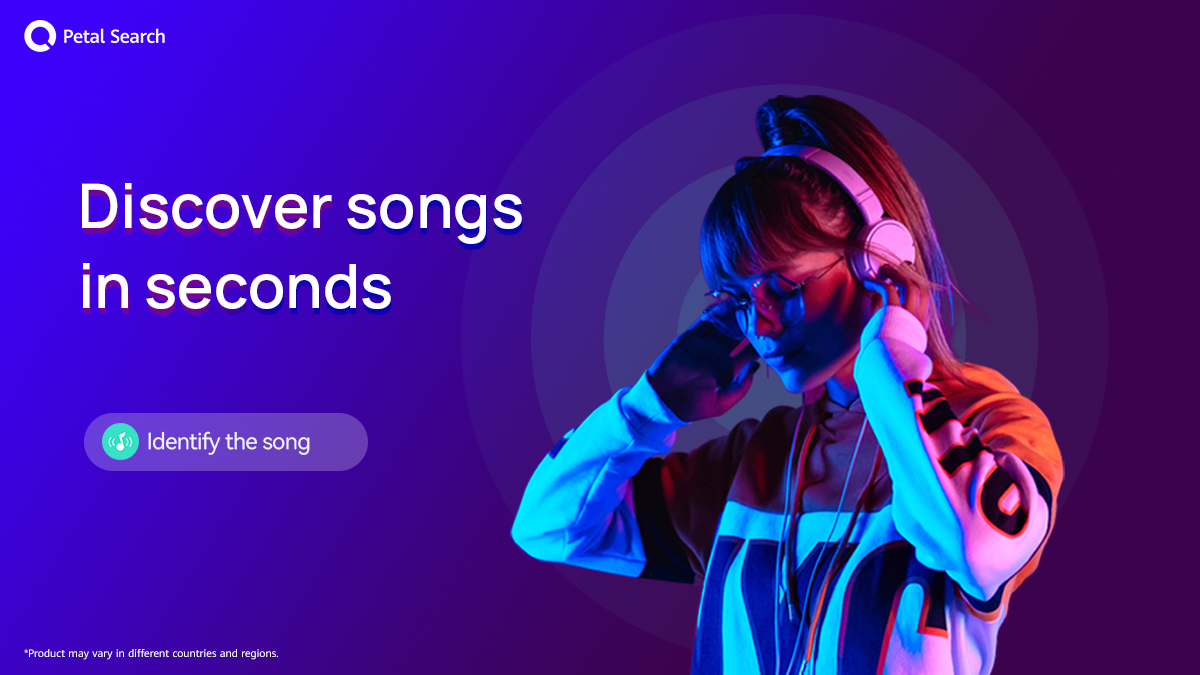 Petal Search
Discover songs
in seconds
Identify the song
*Product may vary in different countries and regions.